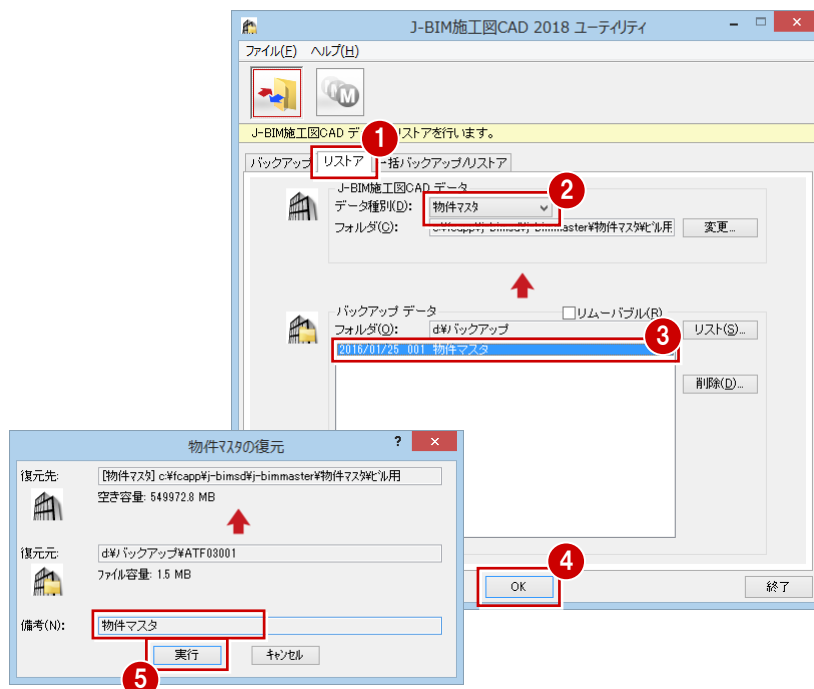 J-BIM施工図CAD 2018 ユーティリティ
ファイル(F) ヘルプ(H)
J-BIM施工図CAD デ リストアを行います。
1
バックアップ リストア 一括バックアップ/リストア
J-BIM施工図CAD データ
2
データ種別(D): 物件マスタ
フォルダ(C): c:¥fcapp¥j-bimsd¥j-bimmaster¥物件マスタ¥ビル用 変更...
バックアップ データ リムーバブル(R)
フォルダ(O): d:¥バックアップ リスト(S)...
3
2016/01/25 001 物件マスタ
削除(D)...
4
OK 終了
物件マスタの復元 ?
復元先: [物件マスタ] c:¥fcapp¥j-bimsd¥j-bimmaster¥物件マスタ¥ビル用
空き容量: 549972.8 MB
復元元: d:¥バックアップ¥ATF03001
ファイル容量: 1.5 MB
備考(N): 物件マスタ
実行 キャンセル
5